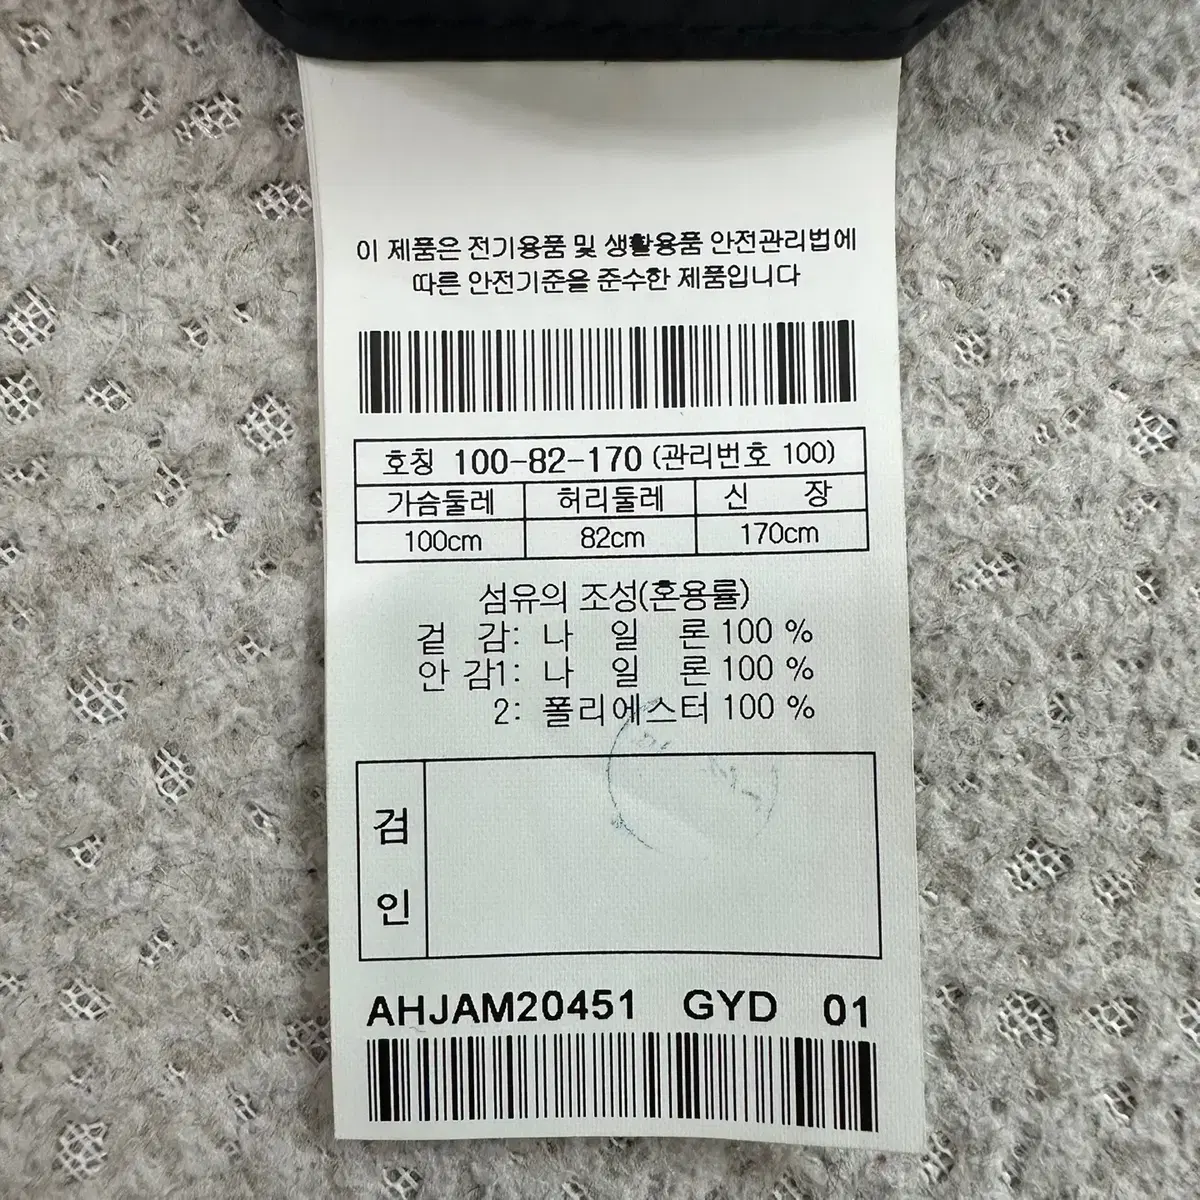 이 제품은 전기용품 및 생활용품 안전관리법에
따른 안전기준을 준수한 제품입니다
호칭 100-82-170 (관리번호 100)
가슴둘레 허리둘레 신 장
100cm 82cm 170cm
섬유의 조성(혼용률)
겉 감: 나 일 론 100 %
안 감1: 나 일 론 100 %
2: 폴리에스터 100 %
검
인
AHJAM20451 GYD 01